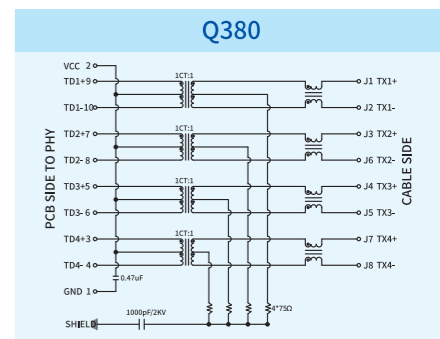 Q380
VCC 2
TD1+9
1CT:1
J1 TX1+
TD1-10
J2 TX1-
TD2+7
1CT:1
J3 TX2+
TD2- 8
J6 TX2-
TD3+5
1CT:1
J4 TX3+
TD3- 6
J5 TX3-
TD4+3
1CT:1
J7 TX4+
TD4- 4
J8 TX4-
PCB SIDE TO PHY
CABLE SIDE
0.47uF
GND 1
4*75Ω
1000pF/2KV
SHIELD